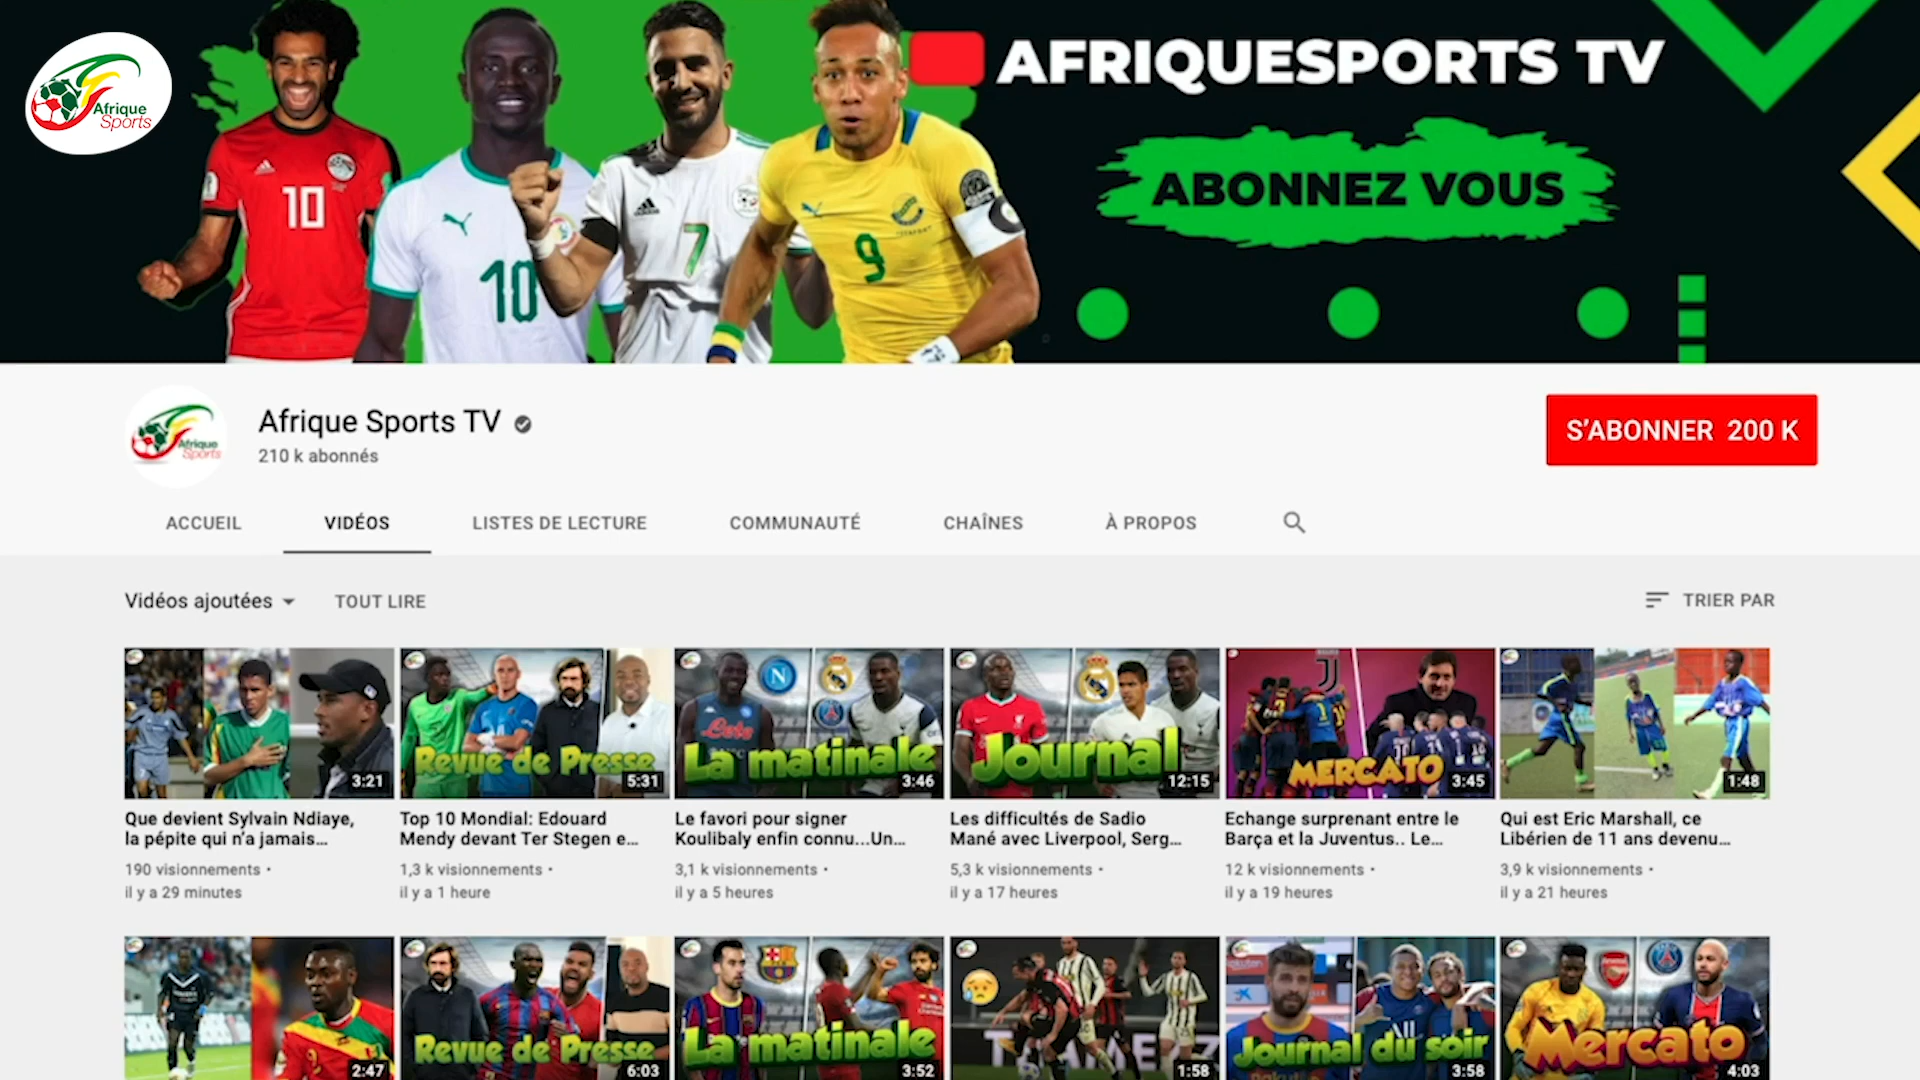 Afrique
Sports
AFRIQUESPORTS TV
ABONNEZ VOUS
10
10
7
9
Afrique
Sports
Afrique Sports TV
210 k abonnés
S'ABONNER 200 K
ACCUEIL
VIDÉOS
LISTES DE LECTURE
COMMUNAUTÉ
CHAÎNES
À PROPOS
Vidéos ajoutées
TOUT LIRE
TRIER PAR
3:21
Revue de Presse
5:31
Lete
La matinale
3:46
Journal
12:15
MERCATO
3:45
1:48
Que devient Sylvain Ndiaye,
la pépite qui n'a jamais...
190 visionnements •
il y a 29 minutes
Top 10 Mondial: Edouard
Mendy devant Ter Stegen e...
1,3 k visionnements •
il y a 1 heure
Le favori pour signer
Koulibaly enfin connu...Un...
3,1 k visionnements •
il y a 5 heures
Les difficultés de Sadio
Mané avec Liverpool, Serg...
5,3 k visionnements •
il y a 17 heures
Echange surprenant entre le
Barça et la Juventus.. Le...
12 k visionnements •
il y a 19 heures
Qui est Eric Marshall, ce
Libérien de 11 ans devenu...
3,9 k visionnements •
il y a 21 heures
2:47
Revue de Presse
6:03
La matinale
3:52
1:58
Journal du soir
3:58
Arsenal
Mercato
4:03